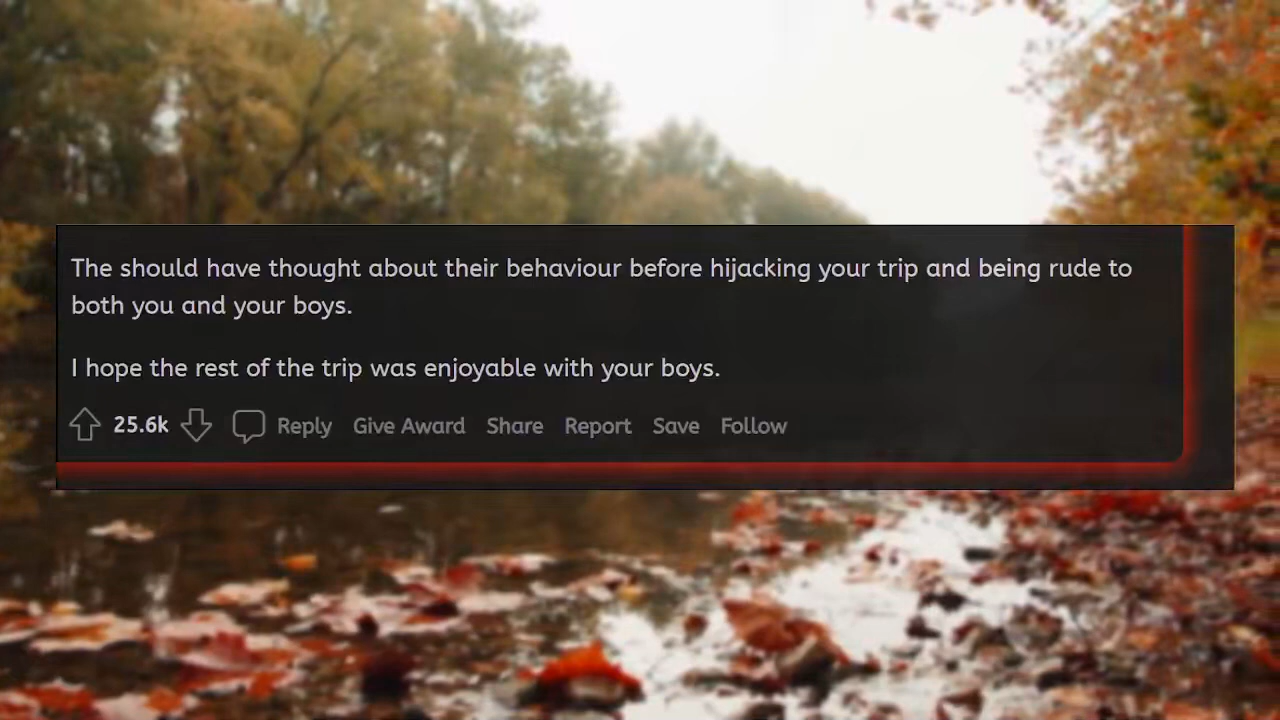 The should have thought about their behaviour before hijacking your trip and being rude to
both you and your boys.
I hope the rest of the trip was enjoyable with your boys.
25.6k Reply Give Award Share Report Save Follow